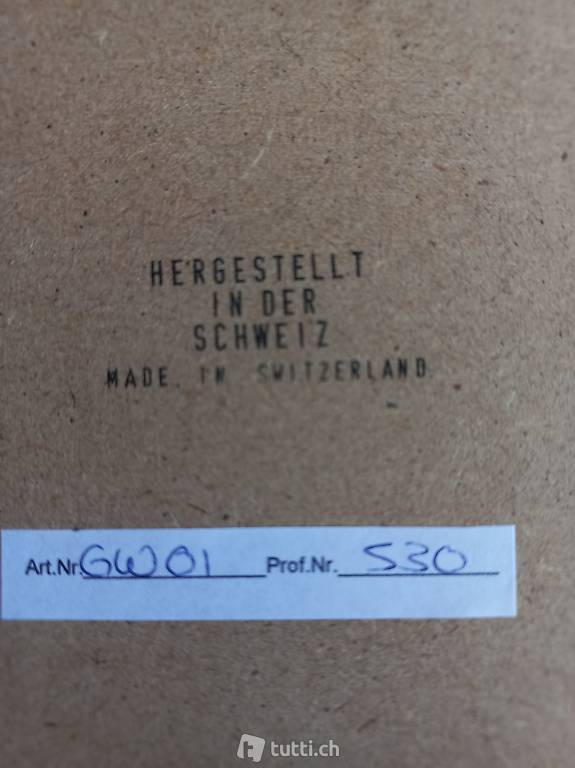 HERGESTELLT
IN DER
SCHWEIZ
MADE IN SWITZERLAND
Art.Nr. GW01 Prof.Nr. 530
tutti.ch